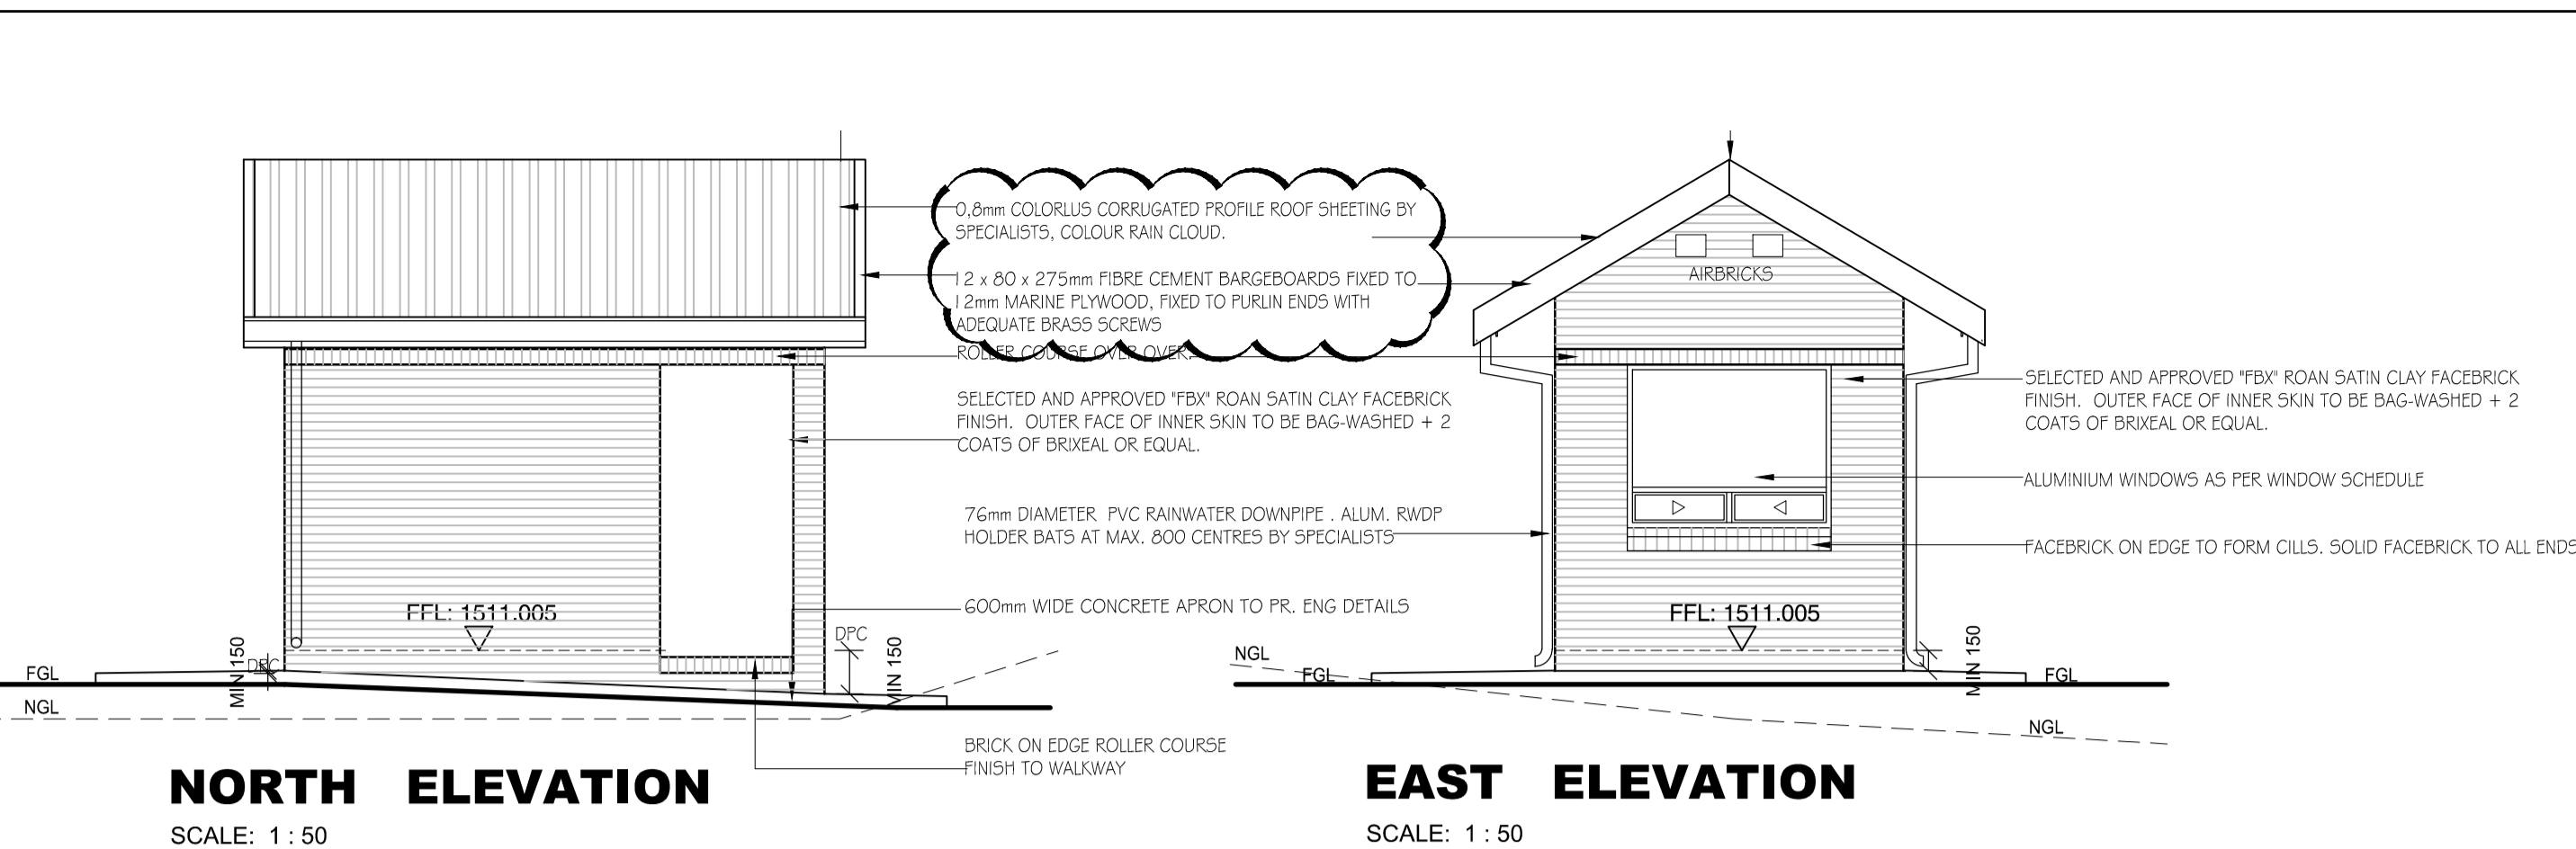 0,8mm COLORLUS CORRUGATED PROFILE ROOF SHEETING BY
SPECIALISTS, COLOUR RAIN CLOUD.
12 x 80 x 275mm FIBRE CEMENT BARGEBOARDS FIXED TO
12mm MARINE PLYWOOD, FIXED TO PURLIN ENDS WITH
ADEQUATE BRASS SCREWS
ROLLER COURSE OVER OVER.
SELECTED AND APPROVED "FBX" ROAN SATIN CLAY FACEBRICK
FINISH. OUTER FACE OF INNER SKIN TO BE BAG-WASHED + 2
COATS OF BRIXEAL OR EQUAL.
76mm DIAMETER PVC RAINWATER DOWNPIPE . ALUM. RWDP
HOLDER BATS AT MAX. 800 CENTRES BY SPECIALISTS
600mm WIDE CONCRETE APRON TO PR. ENG DETAILS
BRICK ON EDGE ROLLER COURSE
FINISH TO WALKWAY
FFL: 1511.005
DPC
MIN 150
DPC
MIN 150
FGL
NGL
NORTH ELEVATION
SCALE: 1 : 50
AIRBRICKS
SELECTED AND APPROVED "FBX" ROAN SATIN CLAY FACEBRICK
FINISH. OUTER FACE OF INNER SKIN TO BE BAG-WASHED + 2
COATS OF BRIXEAL OR EQUAL.
ALUMINIUM WINDOWS AS PER WINDOW SCHEDULE
FACEBRICK ON EDGE TO FORM CILLS. SOLID FACEBRICK TO ALL ENDS
FFL: 1511.005
MIN 150
NGL
FGL
FGL
NGL
EAST ELEVATION
SCALE: 1 : 50